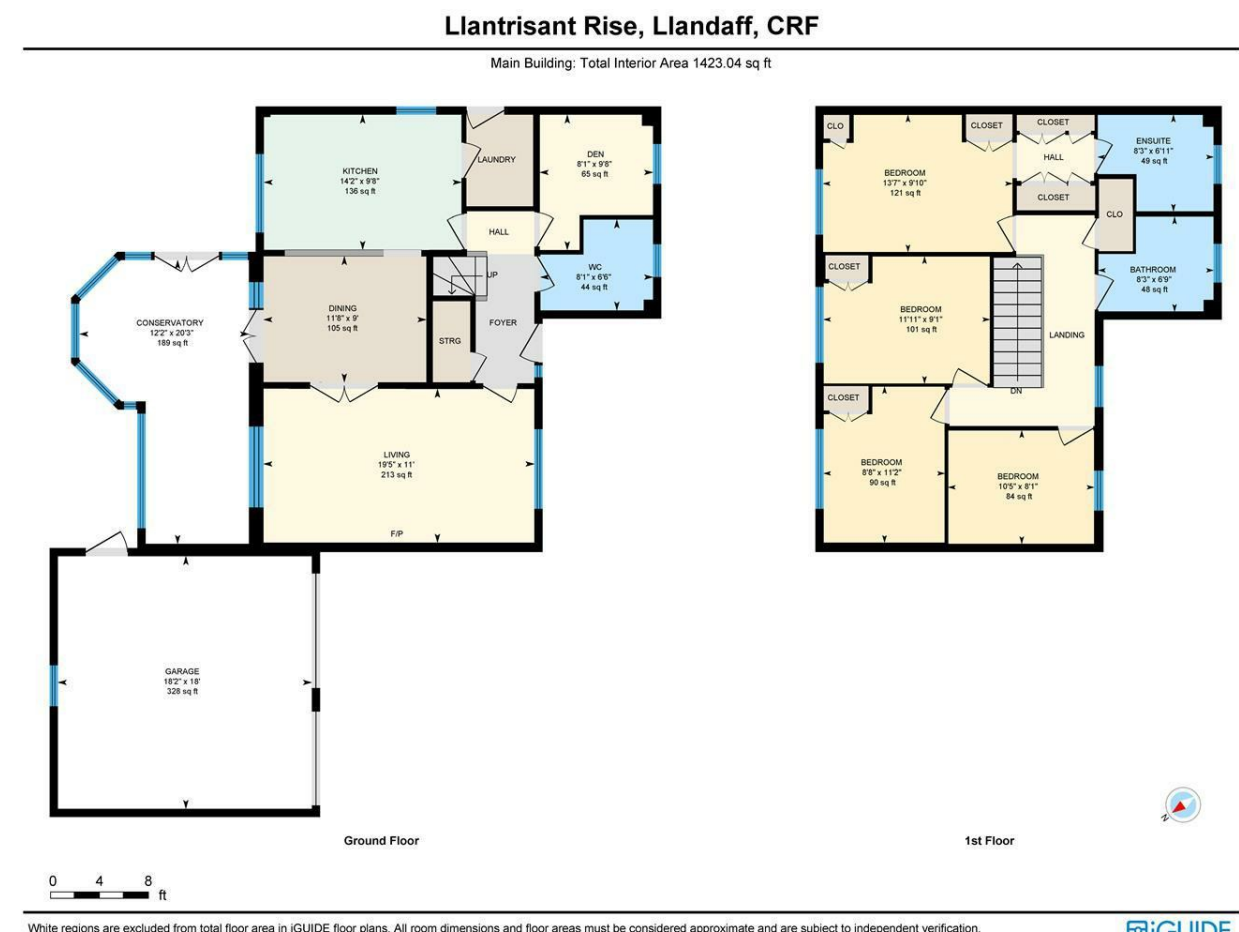 Llantrisant Rise, Llandaff, CRF
Main Building: Total Interior Area 1423.04 sq ft
KITCHEN
14'2" x 9'8"
136 sq ft
LAUNDRY
DEN
8'1" x 9'8"
65 sq ft
HALL
WC
8'1" x 6'6"
44 sq ft
UP
CONSERVATORY
12'2" x 20'3"
189 sq ft
DINING
11'8" x 9'
105 sq ft
STRG
FOYER
LIVING
19'5" x 11'
213 sq ft
F/P
GARAGE
18'2" x 18'
328 sq ft
Ground Floor
CLO
CLOSET
CLOSET
HALL
CLOSET
ENSUITE
8'3" x 6'11"
49 sq ft
BEDROOM
13'7" x 9'10"
121 sq ft
CLO
CLOSET
BATHROOM
8'3" x 6'9"
48 sq ft
BEDROOM
11'11" x 9'1"
101 sq ft
LANDING
DN
CLOSET
BEDROOM
8'8" x 11'2"
90 sq ft
BEDROOM
10'5" x 8'1"
84 sq ft
N
1st Floor
0 4 8
ft
White regions are excluded from total floor area in iGUIDE floor plans. All room dimensions and floor areas must be considered approximate and are subject to independent verification.
iGUIDE